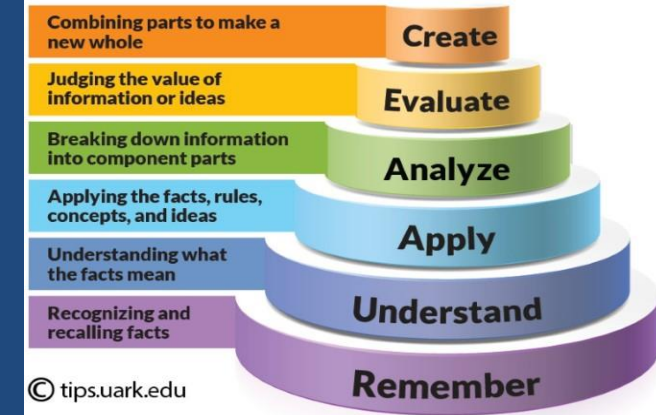 Combining parts to make a
new whole
Create
Judging the value of
information or ideas
Evaluate
Breaking down information
into component parts
Analyze
Applying the facts, rules,
concepts, and ideas
Apply
Understanding what
the facts mean
Understand
Recognizing and
recalling facts
Remember
© tips.uark.edu